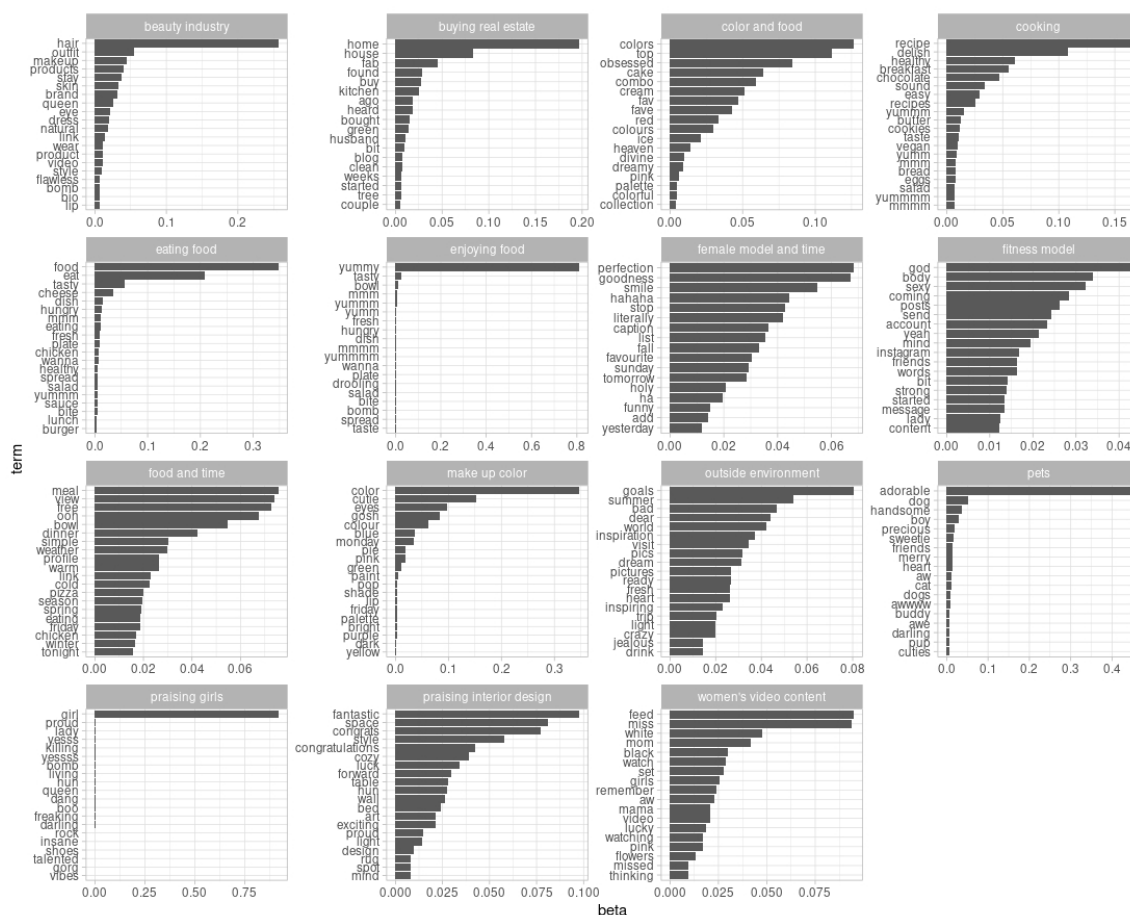 beauty industry
hair
outfit
makeup
products
stay
skin
brand
queen
eye
dress
natural
link
wear
product
video
style
flawless
bomb
bio
lip
0.0 0.1 0.2
buying real estate
home
house
fab
found
buy
kitchen
ago
heard
bought
green
husband
bit
blog
clean
weeks
started
tree
couple
0.00 0.05 0.10 0.15 0.20
color and food
colors
top
obsessed
cake
combo
cream
fav
fave
red
colours
ice
heaven
divine
dreamy
pink
palette
colorful
collection
0.00 0.05 0.10
cooking
recipe
delish
healthy
breakfast
chocolate
sound
easy
recipes
yummm
butter
cookies
taste
vegan
yumm
mmm
bread
eggs
salad
yummmm
mmmm
0.00 0.05 0.10 0.15
eating food
food
eat
tasty
cheese
dish
hungry
mmm
eating
fresh
plate
chicken
wanna
healthy
spread
salad
yummm
sauce
bite
lunch
burger
0.0 0.1 0.2 0.3
enjoying food
yummy
tasty
bowl
mmm
yummm
yumm
fresh
hungry
dish
mmmm
yummmm
wanna
plate
drooling
salad
bite
bomb
spread
taste
0.0 0.2 0.4 0.6 0.8
female model and time
perfection
goodness
smile
hahaha
stop
literally
caption
list
fall
favourite
sunday
tomorrow
holy
ha
funny
add
yesterday
0.00 0.02 0.04 0.06
fitness model
god
body
sexy
coming
posts
send
account
yeah
mind
instagram
friends
words
bit
strong
started
message
lady
content
0.00 0.01 0.02 0.03 0.04
food and time
meal
view
free
ooh
bowl
dinner
simple
weather
profile
warm
link
cold
pizza
season
spring
eating
friday
chicken
winter
tonight
0.00 0.02 0.04 0.06
make up color
color
cutie
eyes
gosh
colour
blue
monday
pie
pink
green
paint
pop
shade
lip
friday
palette
bright
purple
dark
yellow
0.0 0.1 0.2 0.3
outside environment
goals
summer
bad
dear
world
inspiration
visit
pics
dream
pictures
ready
fresh
heart
inspiring
trip
light
crazy
jealous
drink
0.00 0.02 0.04 0.06 0.08
pets
adorable
dog
handsome
boy
precious
sweetie
friends
merry
heart
aw
cat
dogs
awwww
buddy
awe
darling
pup
cuties
0.0 0.1 0.2 0.3 0.4
praising girls
girl
proud
lady
yesss
killing
yessss
bomb
living
hun
queen
dang
boo
freaking
darling
rock
insane
shoes
talented
gorg
vibes
0.00 0.25 0.50 0.75
praising interior design
fantastic
space
congrats
style
congratulations
cozy
luck
forward
table
hun
wall
bed
art
exciting
proud
light
design
rug
spot
mind
0.000 0.025 0.050 0.075 0.100
women's video content
feed
miss
white
mom
black
watch
set
girls
remember
aw
mama
video
lucky
watching
pink
flowers
missed
thinking
0.000 0.025 0.050 0.075
term
beta